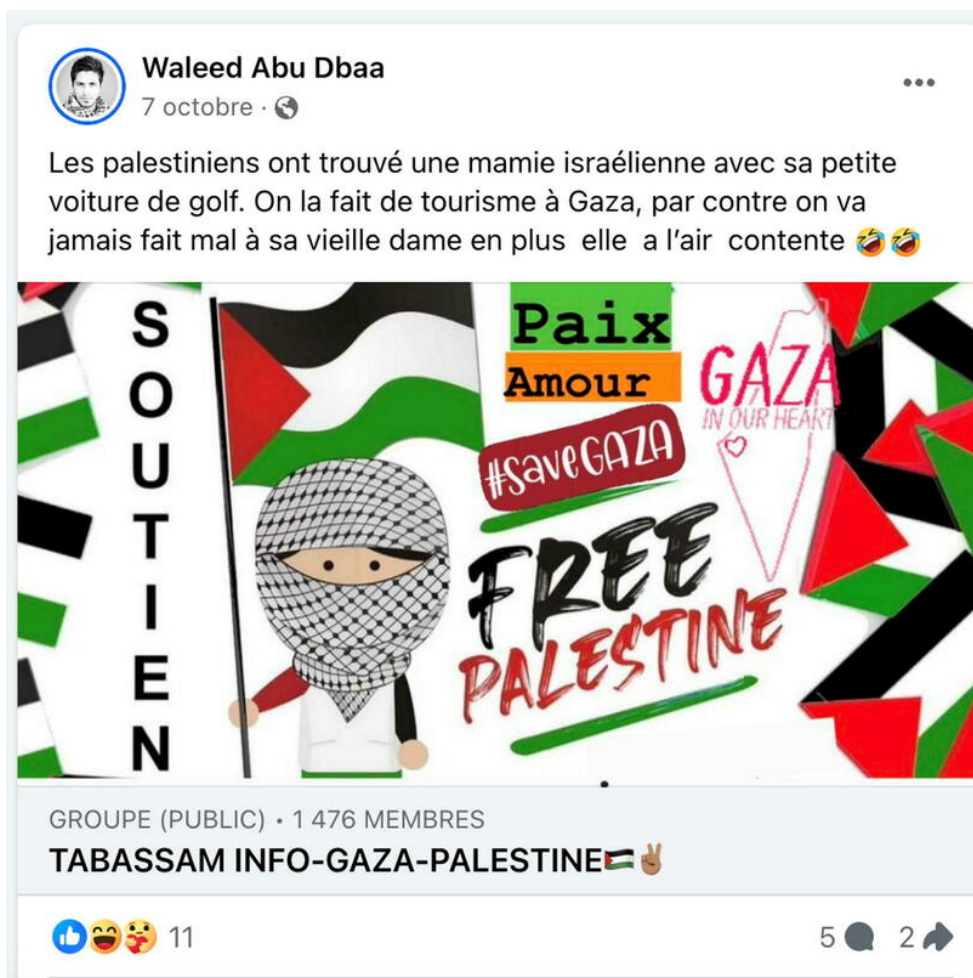 Waleed Abu Dbaa
7 octobre ·
Les palestiniens ont trouvé une mamie israélienne avec sa petite
voiture de golf. On la fait de tourisme à Gaza, par contre on va
jamais fait mal à sa vieille dame en plus elle a l’air contente 🤣🤣
SOUTIEN
Paix
Amour
#SaveGAZA
GAZA
IN OUR HEART
FREE
PALESTINE
GROUPE (PUBLIC) • 1 476 MEMBRES
TABASSAM INFO-GAZA-PALESTINE🇵🇸✌🏽
11
5 2